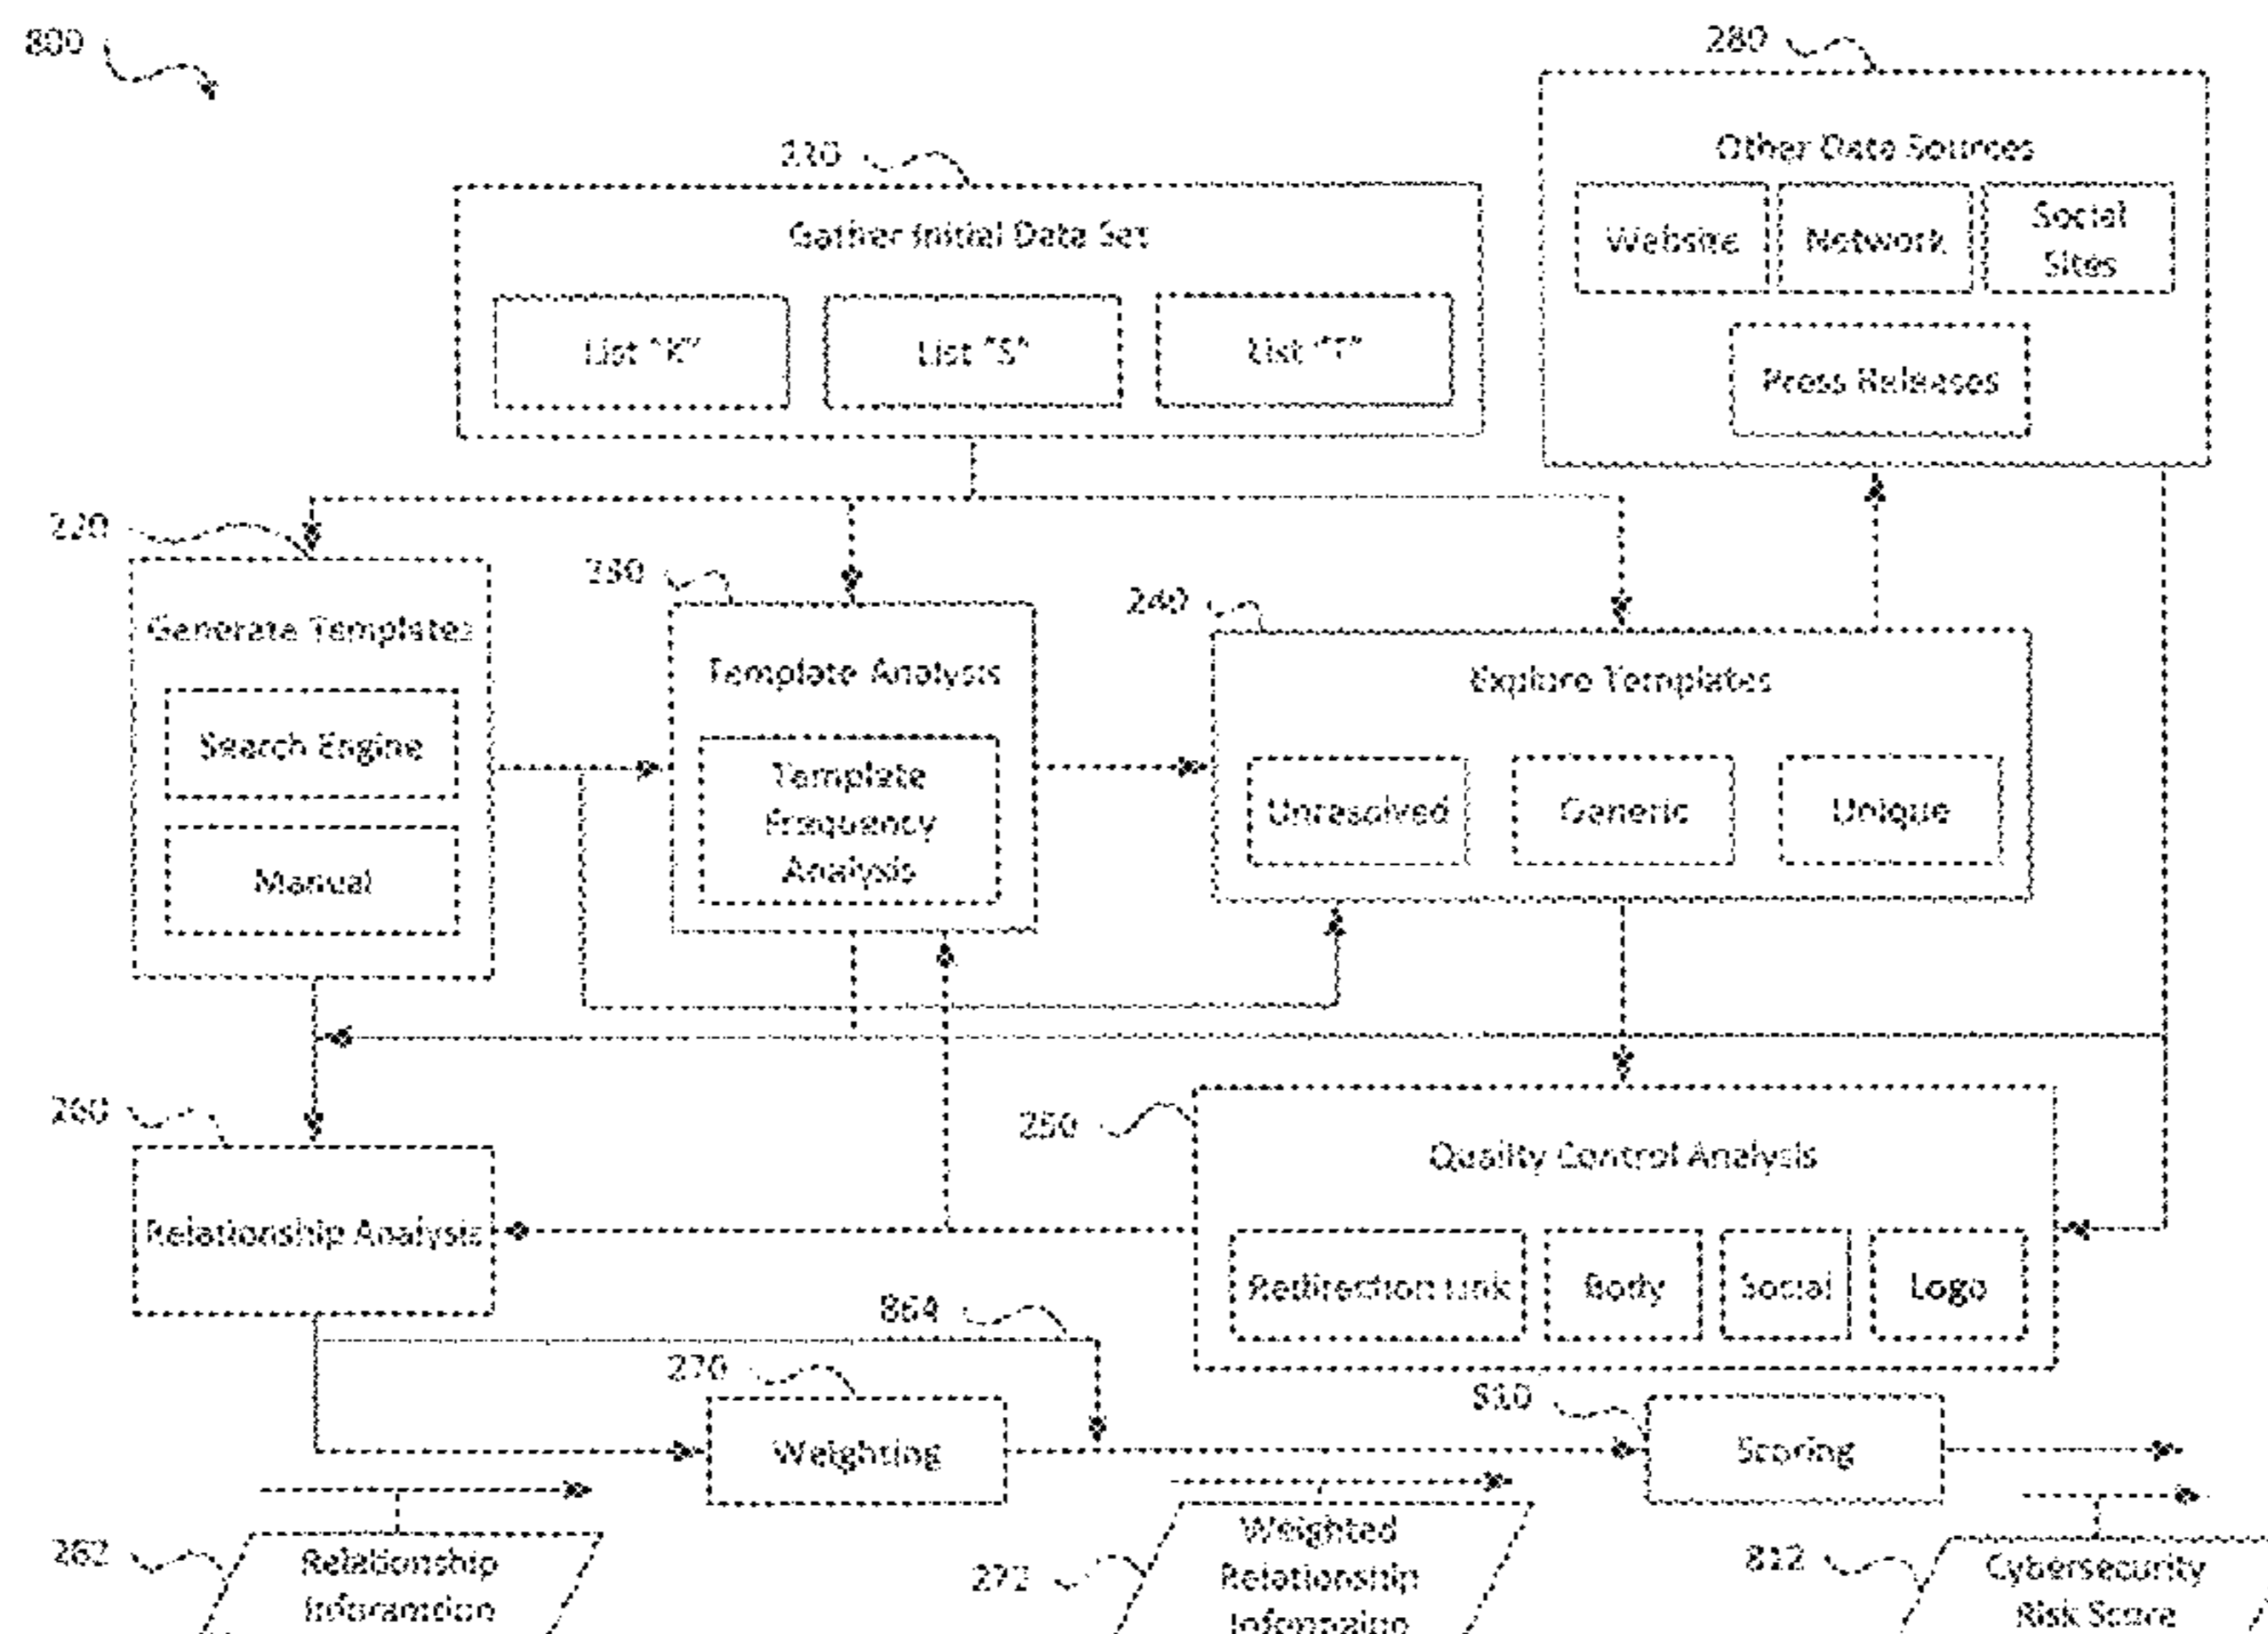 800
280
Other Data Sources
Website
Network
Social
Sites
Press Releases
210
Gather Initial Data Set
List "K"
List "S"
List "T"
220
Generate Templates
Search Engine
Manual
230
Template Analysis
Template
Frequency
Analysis
240
Explore Templates
Unresolved
Generic
Unique
260
Relationship Analysis
250
Quality Control Analysis
Redirection Link
Body
Social
Logo
864
270
Weighting
810
Scoring
262
Relationship
272
Weighted
Relationship
812
Cybersecurity
Risk Score